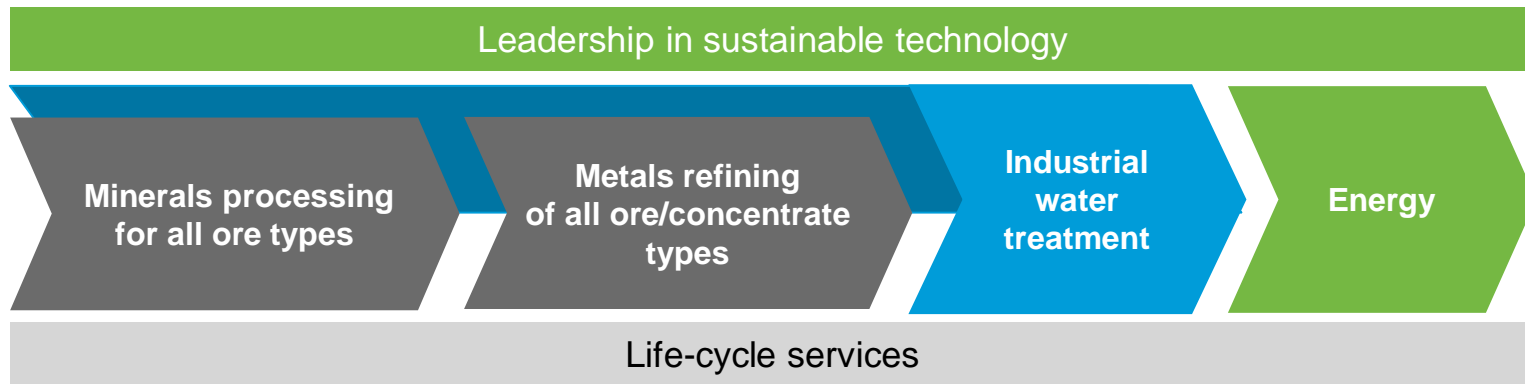 Leadership in sustainable technology
Minerals processing
for all ore types
Metals refining
of all ore/concentrate
types
Industrial
water
treatment
Energy
Life-cycle services